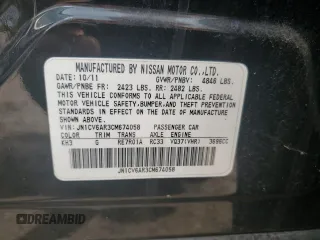 MANUFACTURED BY NISSAN MOTOR CO.,LTD.
DATE: 10/11 GVWR/PNBV: 4846 LBS.
GAWR/PNBE FR: 2423 LBS. RR: 2482 LBS.
THIS VEHICLE CONFORMS TO ALL APPLICABLE FEDERAL
MOTOR VEHICLE SAFETY,BUMPER,AND THEFT PREVENTION
STANDARDS IN EFFECT ON THE DATE OF MANUFACTURE
SHOWN ABOVE.
VIN:JN1CV6AR3CM674058 PASSENGER CAR
COLOR TRIM TRANS AXLE ENGINE
KH3 G RE7R01A RC33 VQ37(VHR) 3696CC
JN1CV6AR3CM674058
© DREAMBID